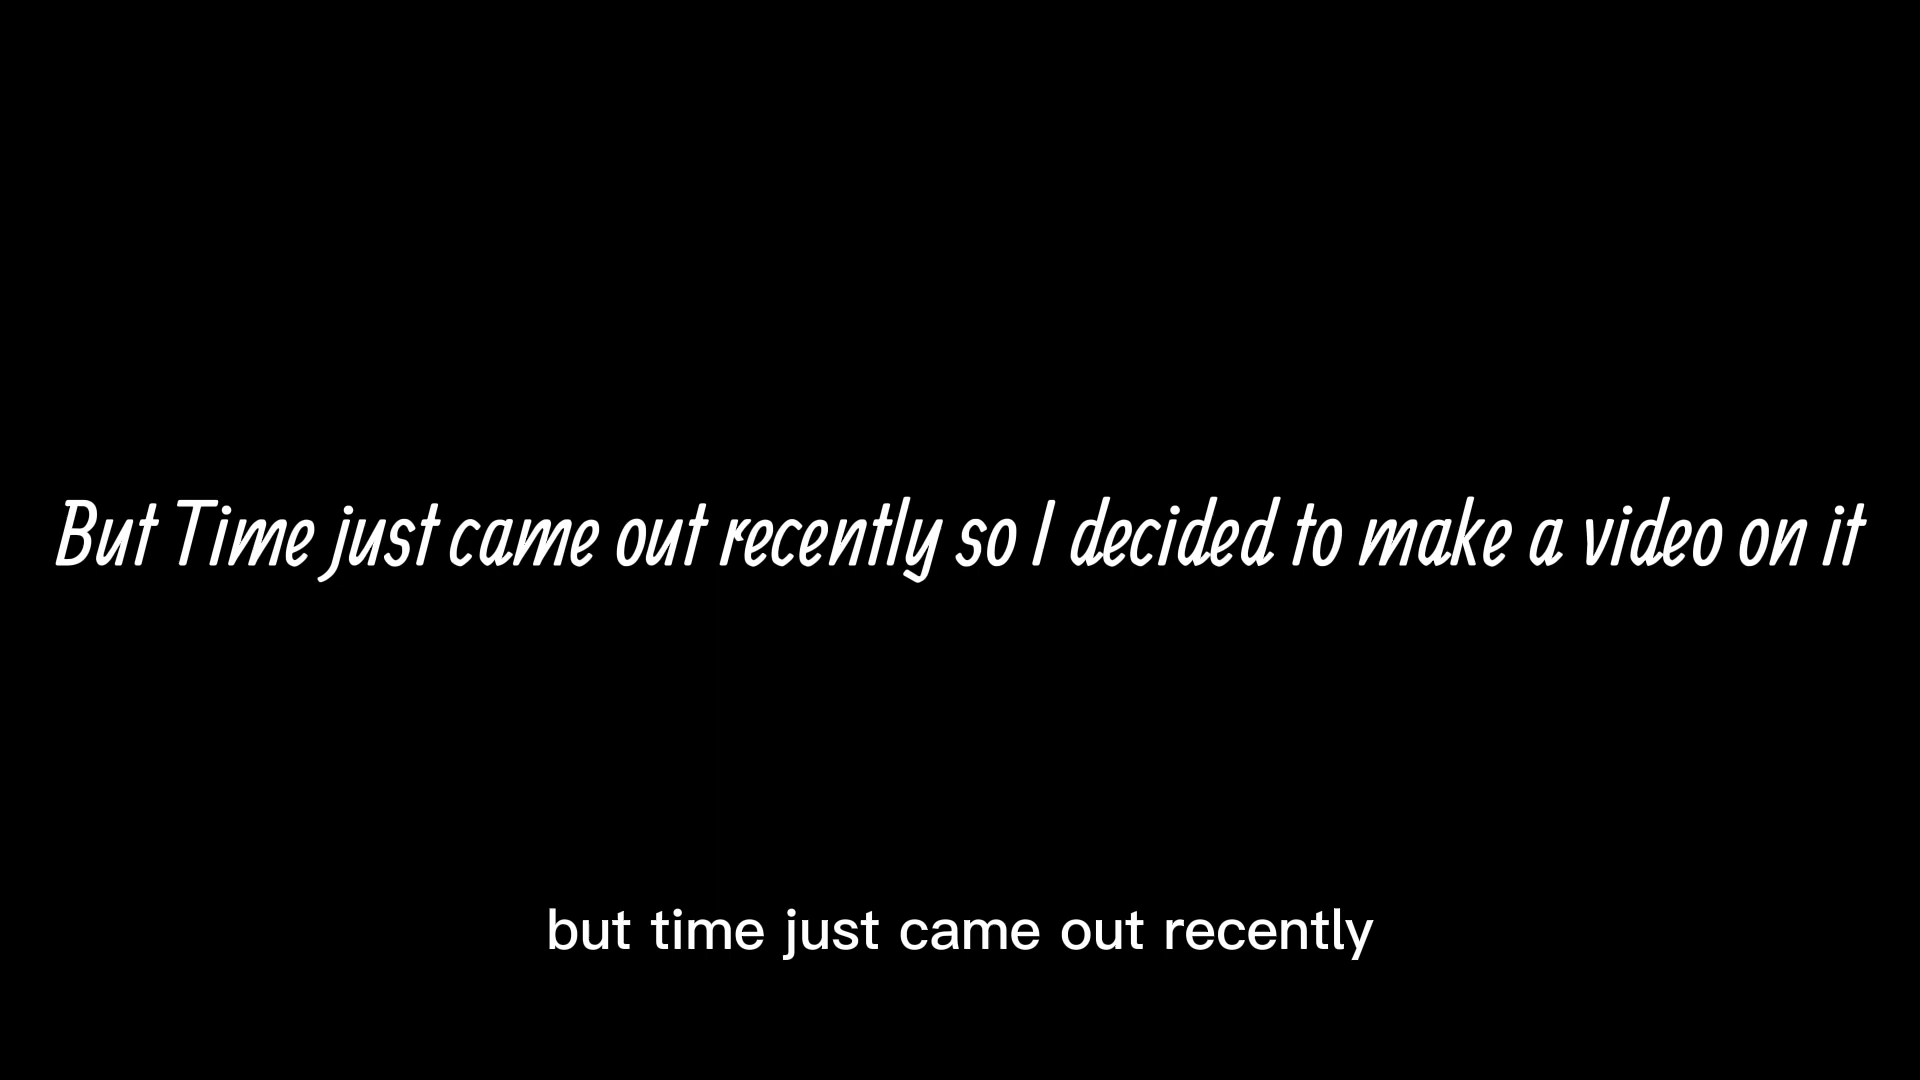 But Time just came out recently so I decided to make a video on it
but time just came out recently